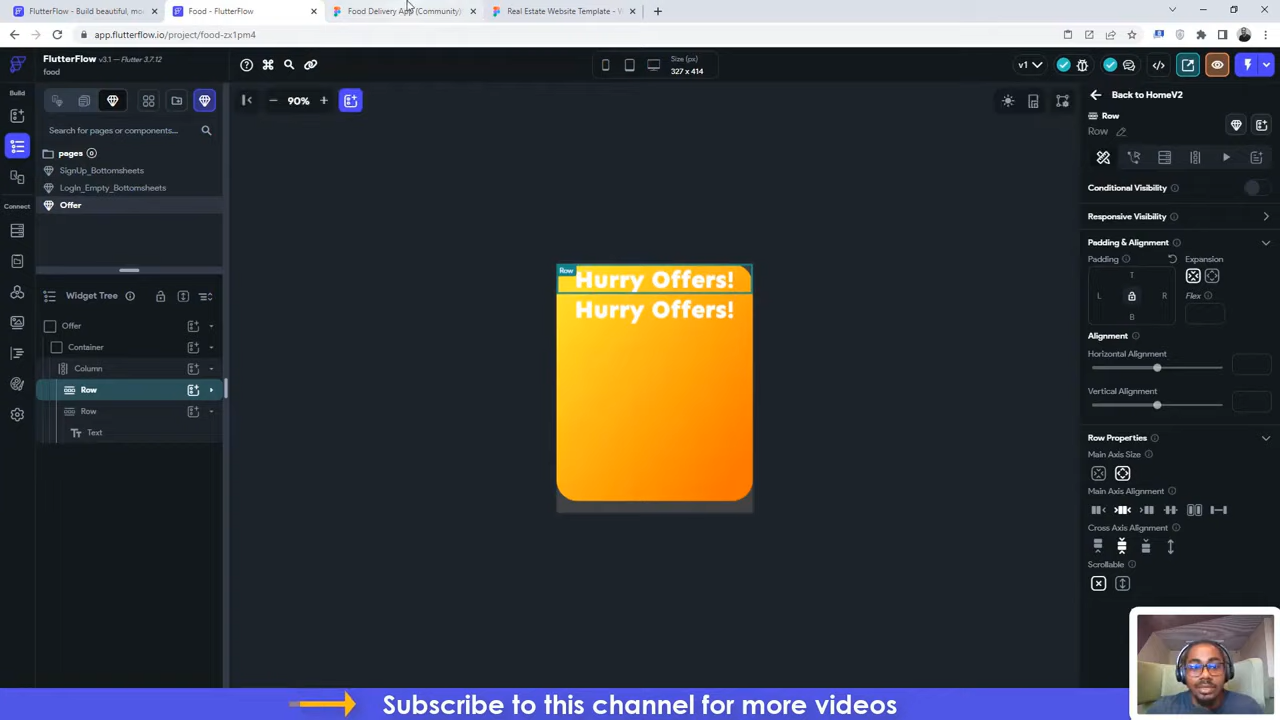 FlutterFlow - Build beautiful, mo
Food - FlutterFlow
Food Delivery App (Community)
Real Estate Website Template - W
app.flutterflow.io/project/food-zx1pm4
FlutterFlow v3.1 – Flutter 3.7.12
food
90%
Size (px)
327 x 414
v1
Build
Connect
Search for pages or components...
pages 0
SignUp_Bottomsheets
LogIn_Empty_Bottomsheets
Offer
Widget Tree
Offer
Container
Column
Row
Row
Text
Row
Hurry Offers!
Hurry Offers!
Back to HomeV2
Row
Row
Conditional Visibility
Responsive Visibility
Padding & Alignment
Padding
Expansion
T
L
R
B
Flex
Alignment
Horizontal Alignment
Vertical Alignment
Row Properties
Main Axis Size
Main Axis Alignment
Cross Axis Alignment
Scrollable
Subscribe to this channel for more videos